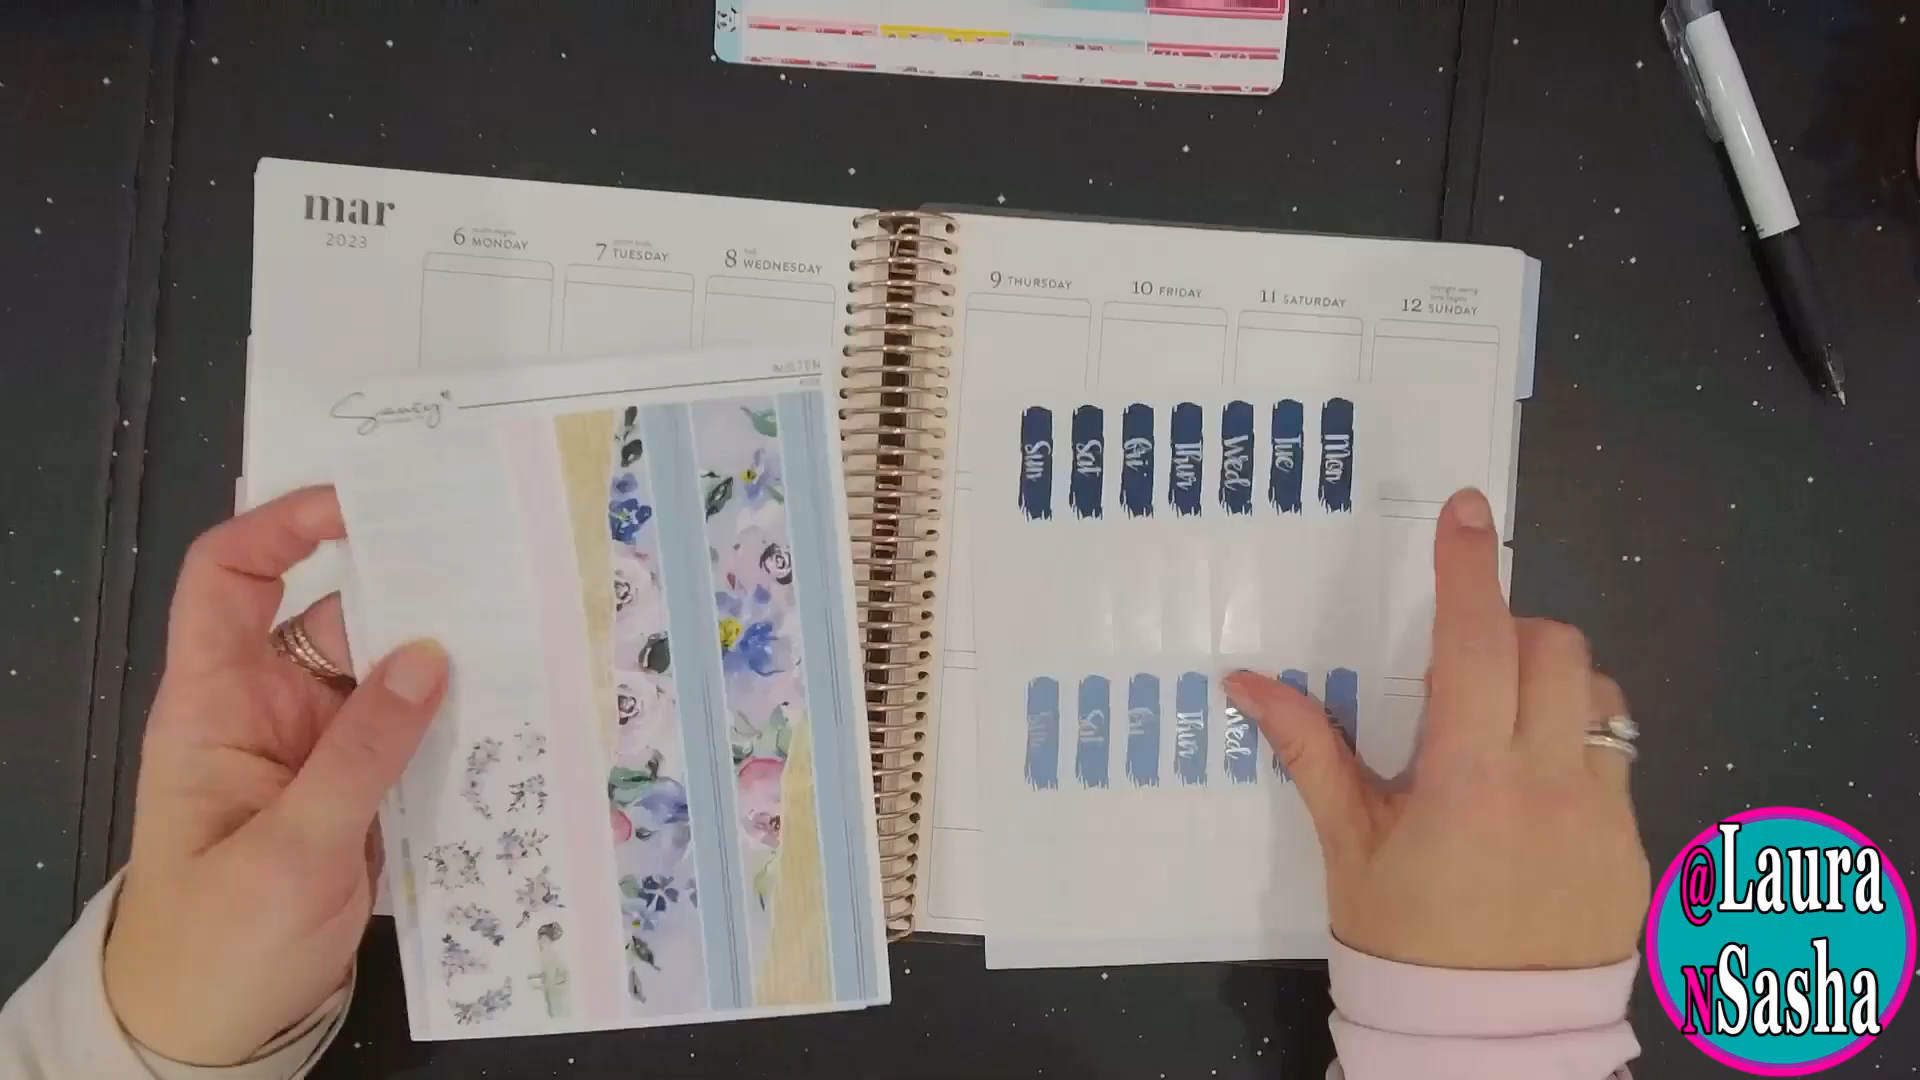 mar
2023
6 MONDAY
7 TUESDAY
8 WEDNESDAY
9 THURSDAY
10 FRIDAY
11 SATURDAY
12 SUNDAY
Sun
Sat
Fri
Thur
Wed
Tue
Mon
Sat
Fri
Thur
Wed
@Laura
NSasha